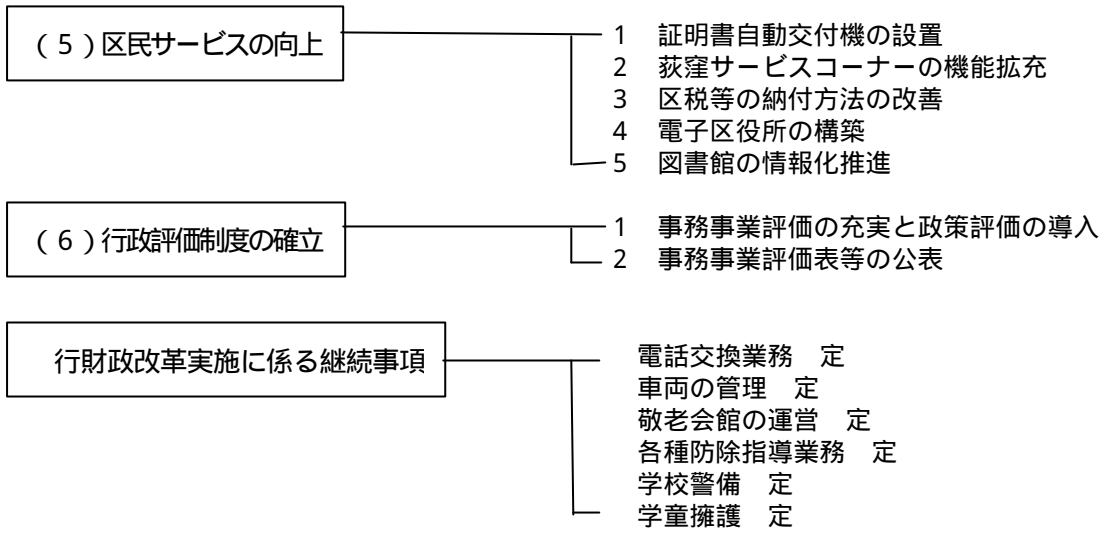 (5)区民サービスの向上
1 証明書自動交付機の設置
2 荻窪サービスコーナーの機能拡充
3 区税等の納付方法の改善
4 電子区役所の構築
5 図書館の情報化推進
(6)行政評価制度の確立
1 事務事業評価の充実と政策評価の導入
2 事務事業評価表等の公表
行財政改革実施に係る継続事項
電話交換業務 定
車両の管理 定
敬老会館の運営 定
各種防除指導業務 定
学校警備 定
学童擁護 定